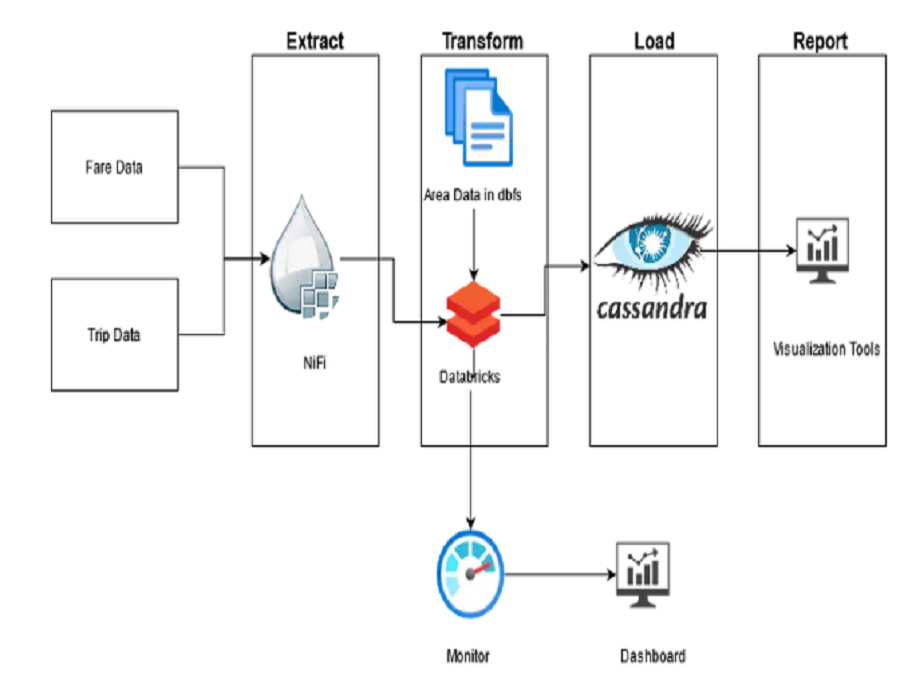 Extract
Transform
Load
Report
Fare Data
Trip Data
NiFi
Area Data in dbfs
Databricks
cassandra
Visualization Tools
Monitor
Dashboard